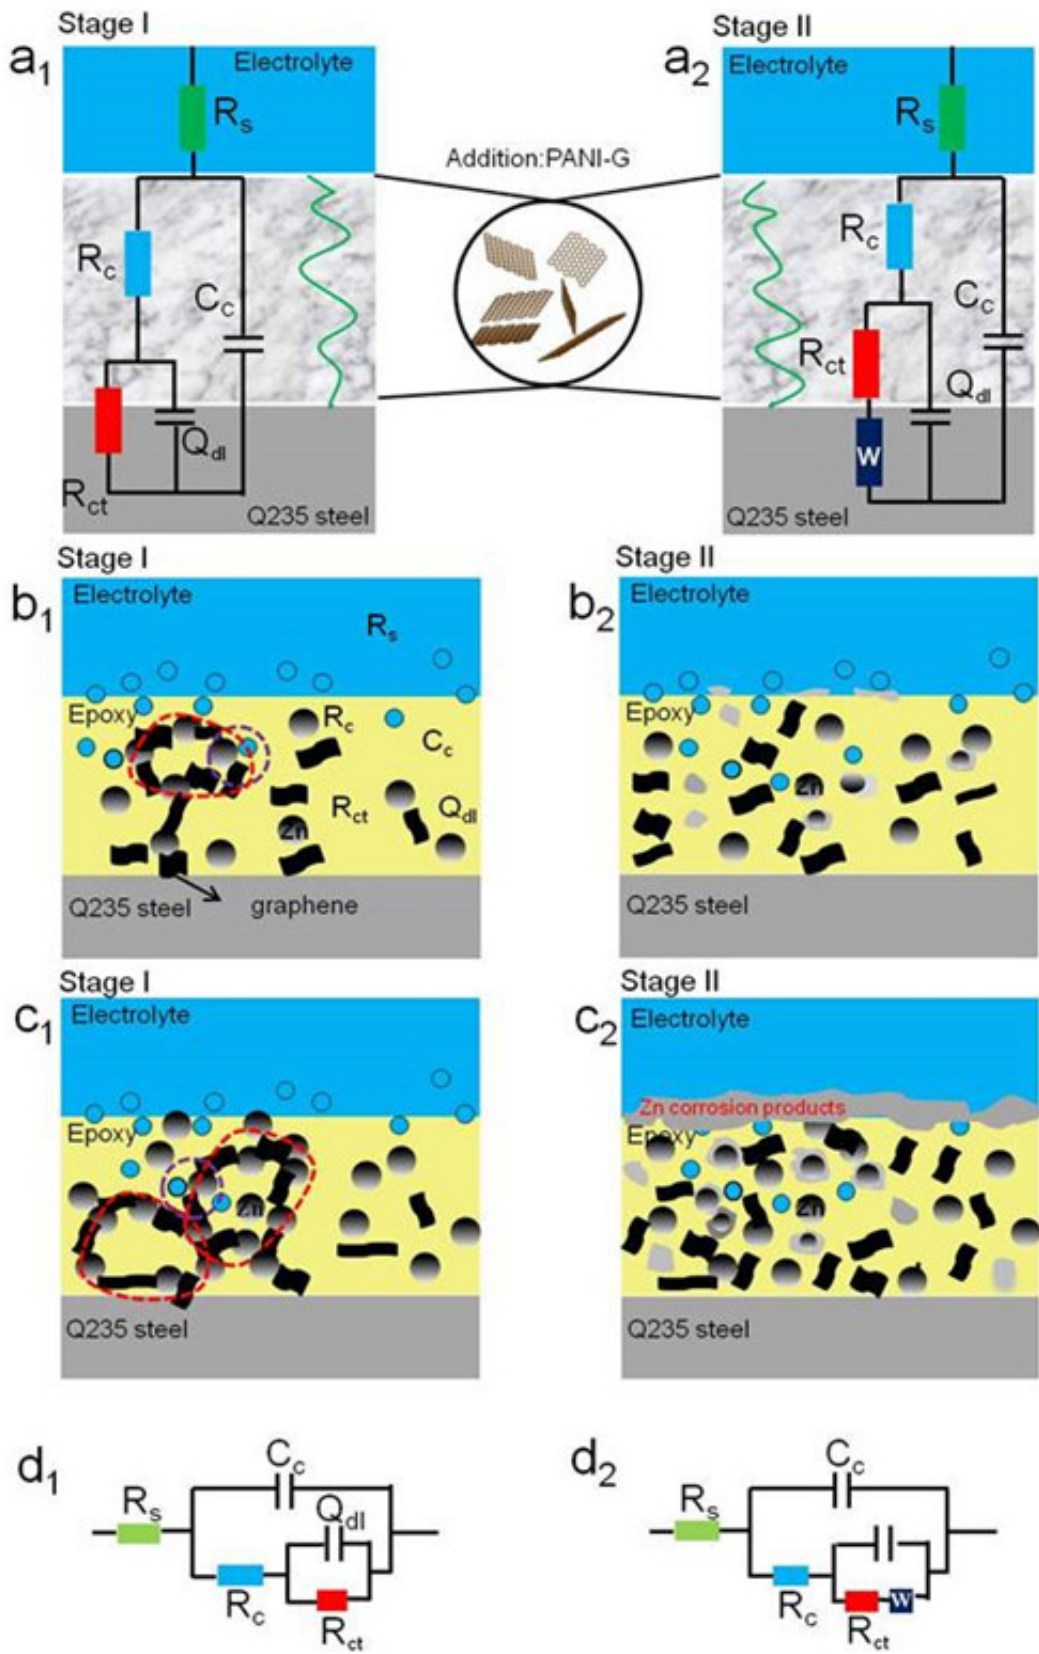 Stage I
Stage II
a1
Electrolyte
Rs
Addition:PANI-G
a2
Electrolyte
Rs
Rc
Cc
Rct
Qdl
Q235 steel
Rc
Cc
Rct
Qdl
W
Q235 steel
Stage I
Stage II
b1
Electrolyte
Rs
Epoxy
Rc
Cc
Rct
Qdl
Zn
Q235 steel
graphene
b2
Electrolyte
Epoxy
Zn
Q235 steel
Stage I
Stage II
c1
Electrolyte
Epoxy
Zn
Q235 steel
c2
Electrolyte
Zn corrosion products
Epoxy
Zn
Q235 steel
d1
Cc
Rs
Qdl
Rc
Rct
d2
Cc
Rs
Rc
Rct
W